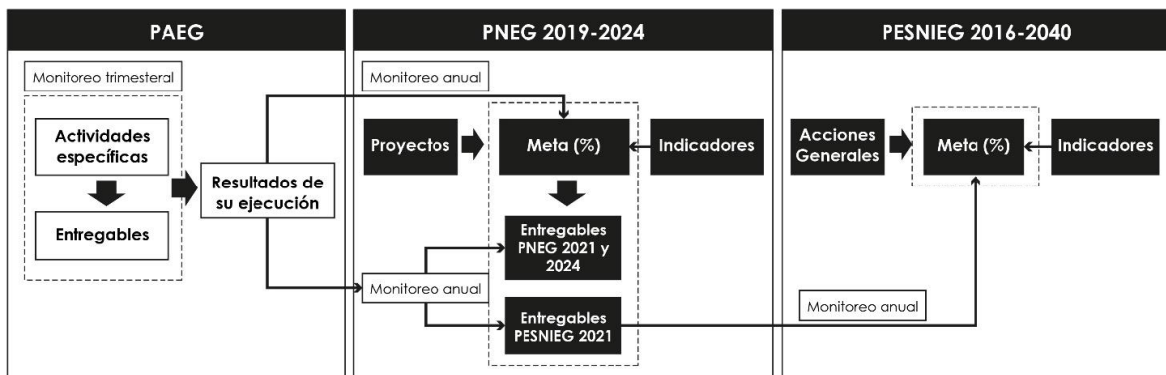 PAEG
Monitoreo trimestral
Actividades
específicas
Entregables
Resultados de
su ejecución
PNEG 2019-2024
Monitoreo anual
Proyectos
Meta (%)
Indicadores
Entregables
PNEG 2021 y
2024
Monitoreo anual
Entregables
PESNIEG 2021
PESNIEG 2016-2040
Acciones
Generales
Meta (%)
Indicadores
Monitoreo anual